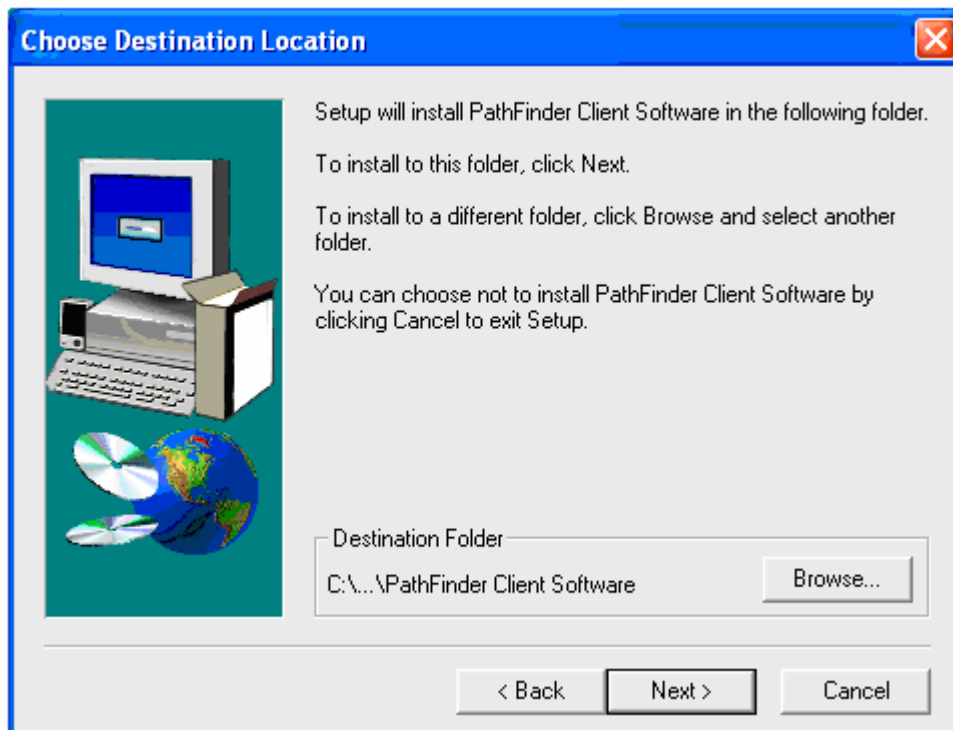 Choose Destination Location
Setup will install PathFinder Client Software in the following folder.
To install to this folder, click Next.
To install to a different folder, click Browse and select another
folder.
You can choose not to install PathFinder Client Software by
clicking Cancel to exit Setup.
Destination Folder
C:\...\PathFinder Client Software
Browse...
< Back
Next >
Cancel